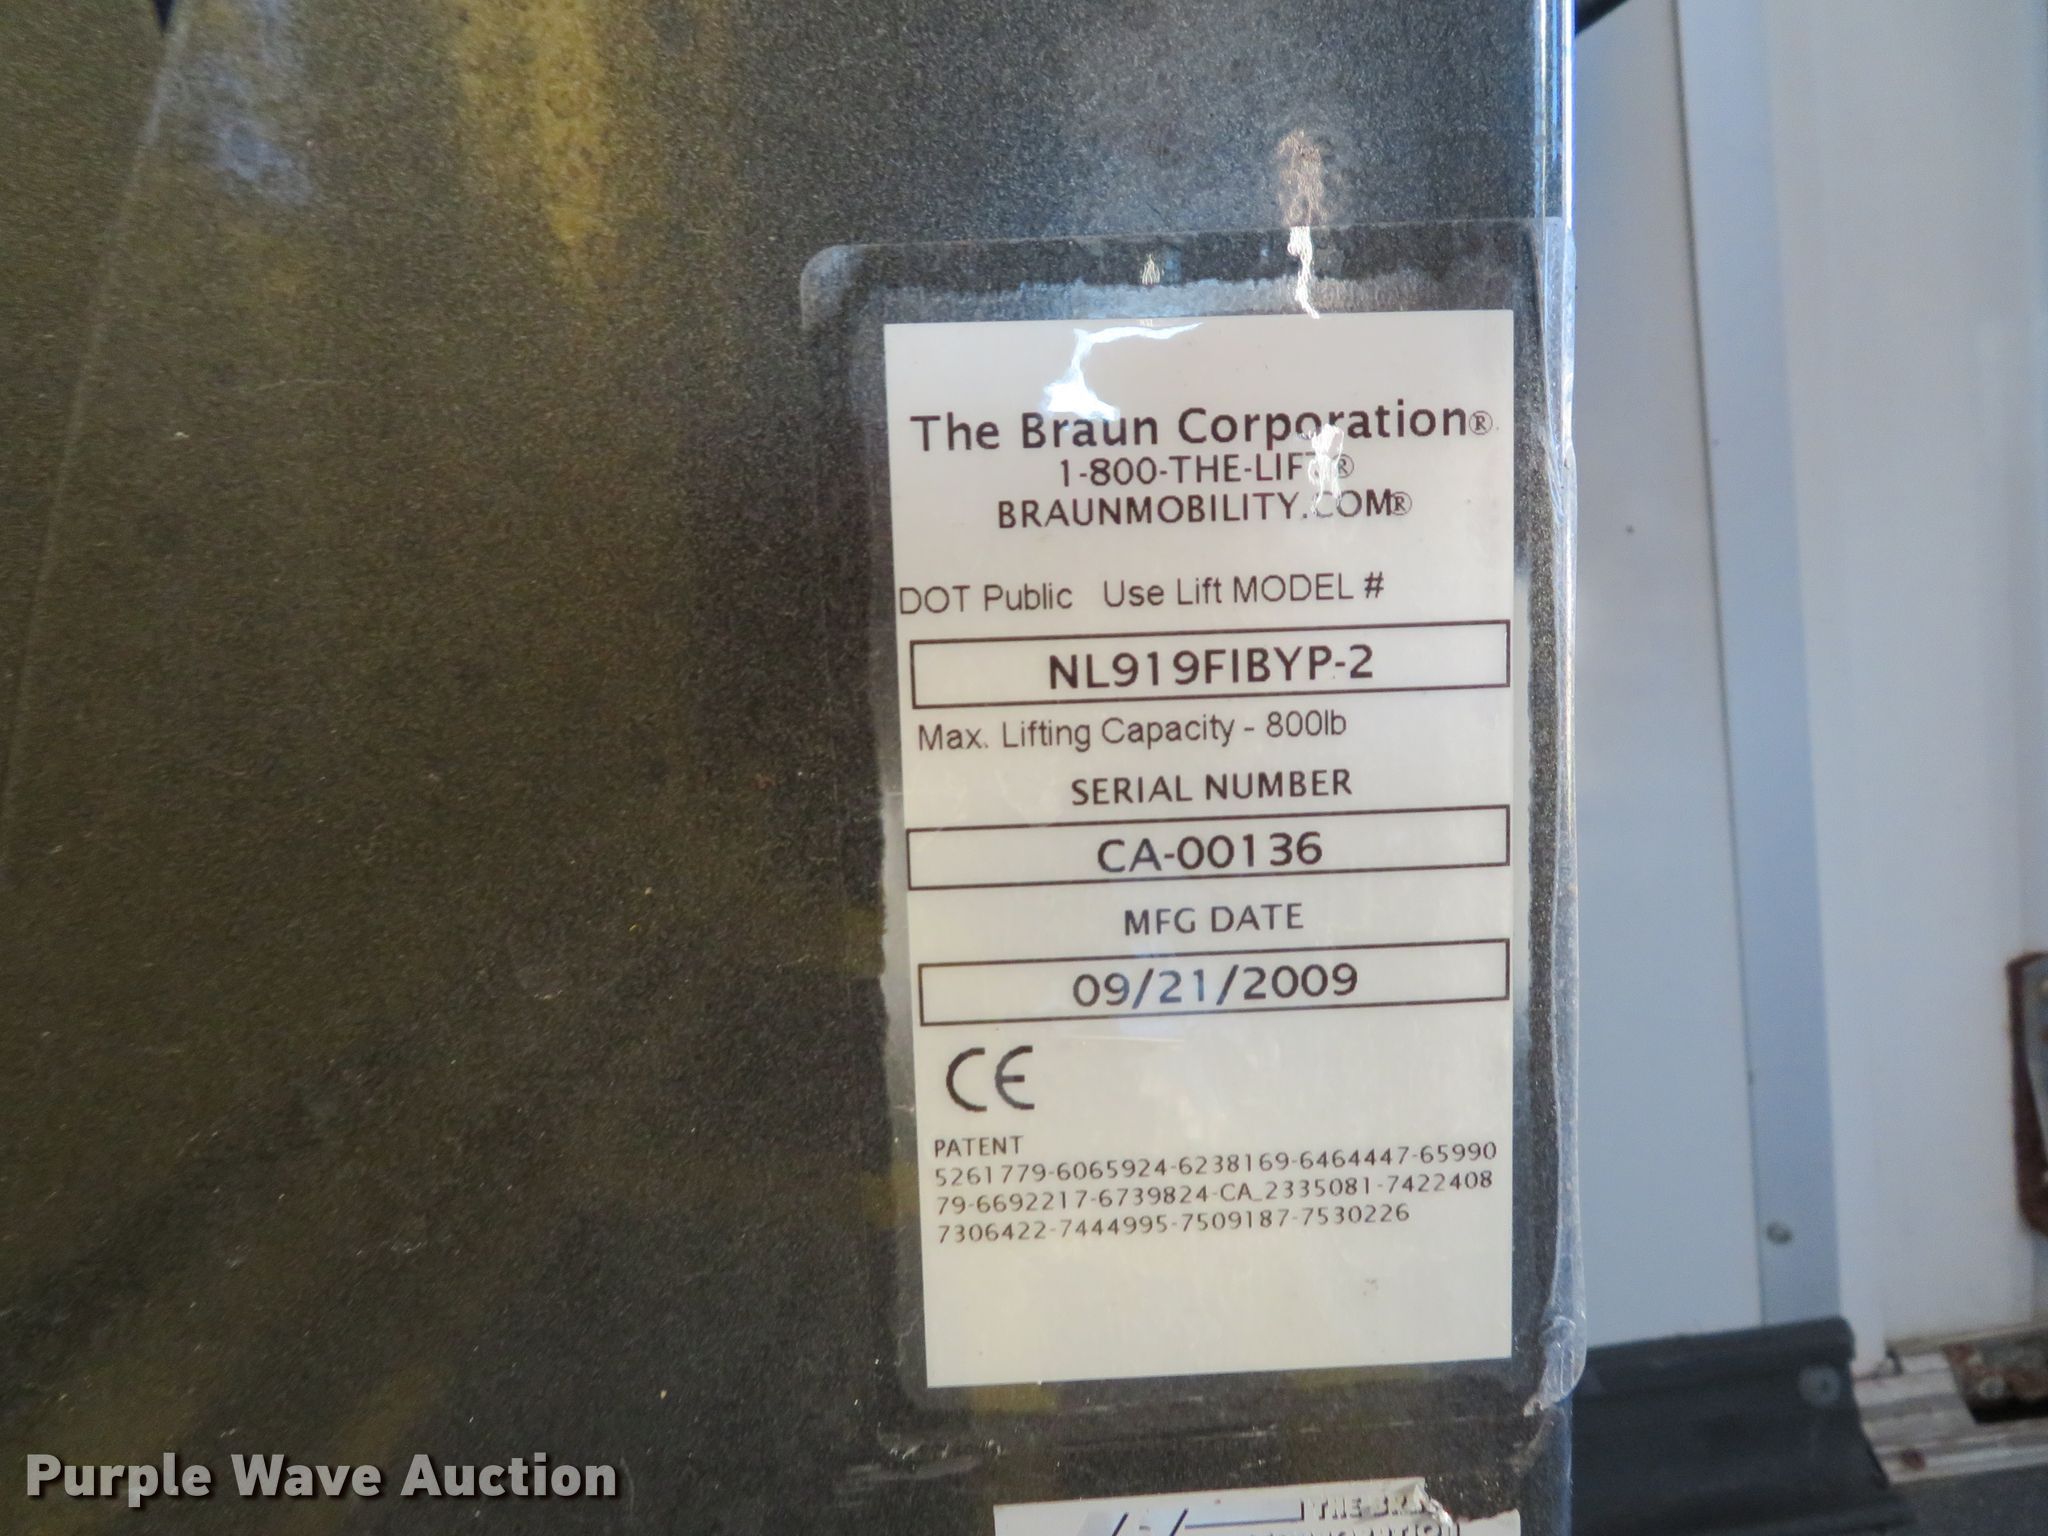 The Braun Corporation®
1-800-THE-LIFT®
BRAUNMOBILITY.COM®
DOT Public Use Lift MODEL #
NL919FIBYP-2
Max. Lifting Capacity - 800lb
SERIAL NUMBER
CA-00136
MFG DATE
09/21/2009
CE
PATENT
5261779-6065924-6238169-6464447-65990
79-6692217-6739824-CA_2335081-7422408
7306422-7444995-7509187-7530226
THE
Purple Wave Auction